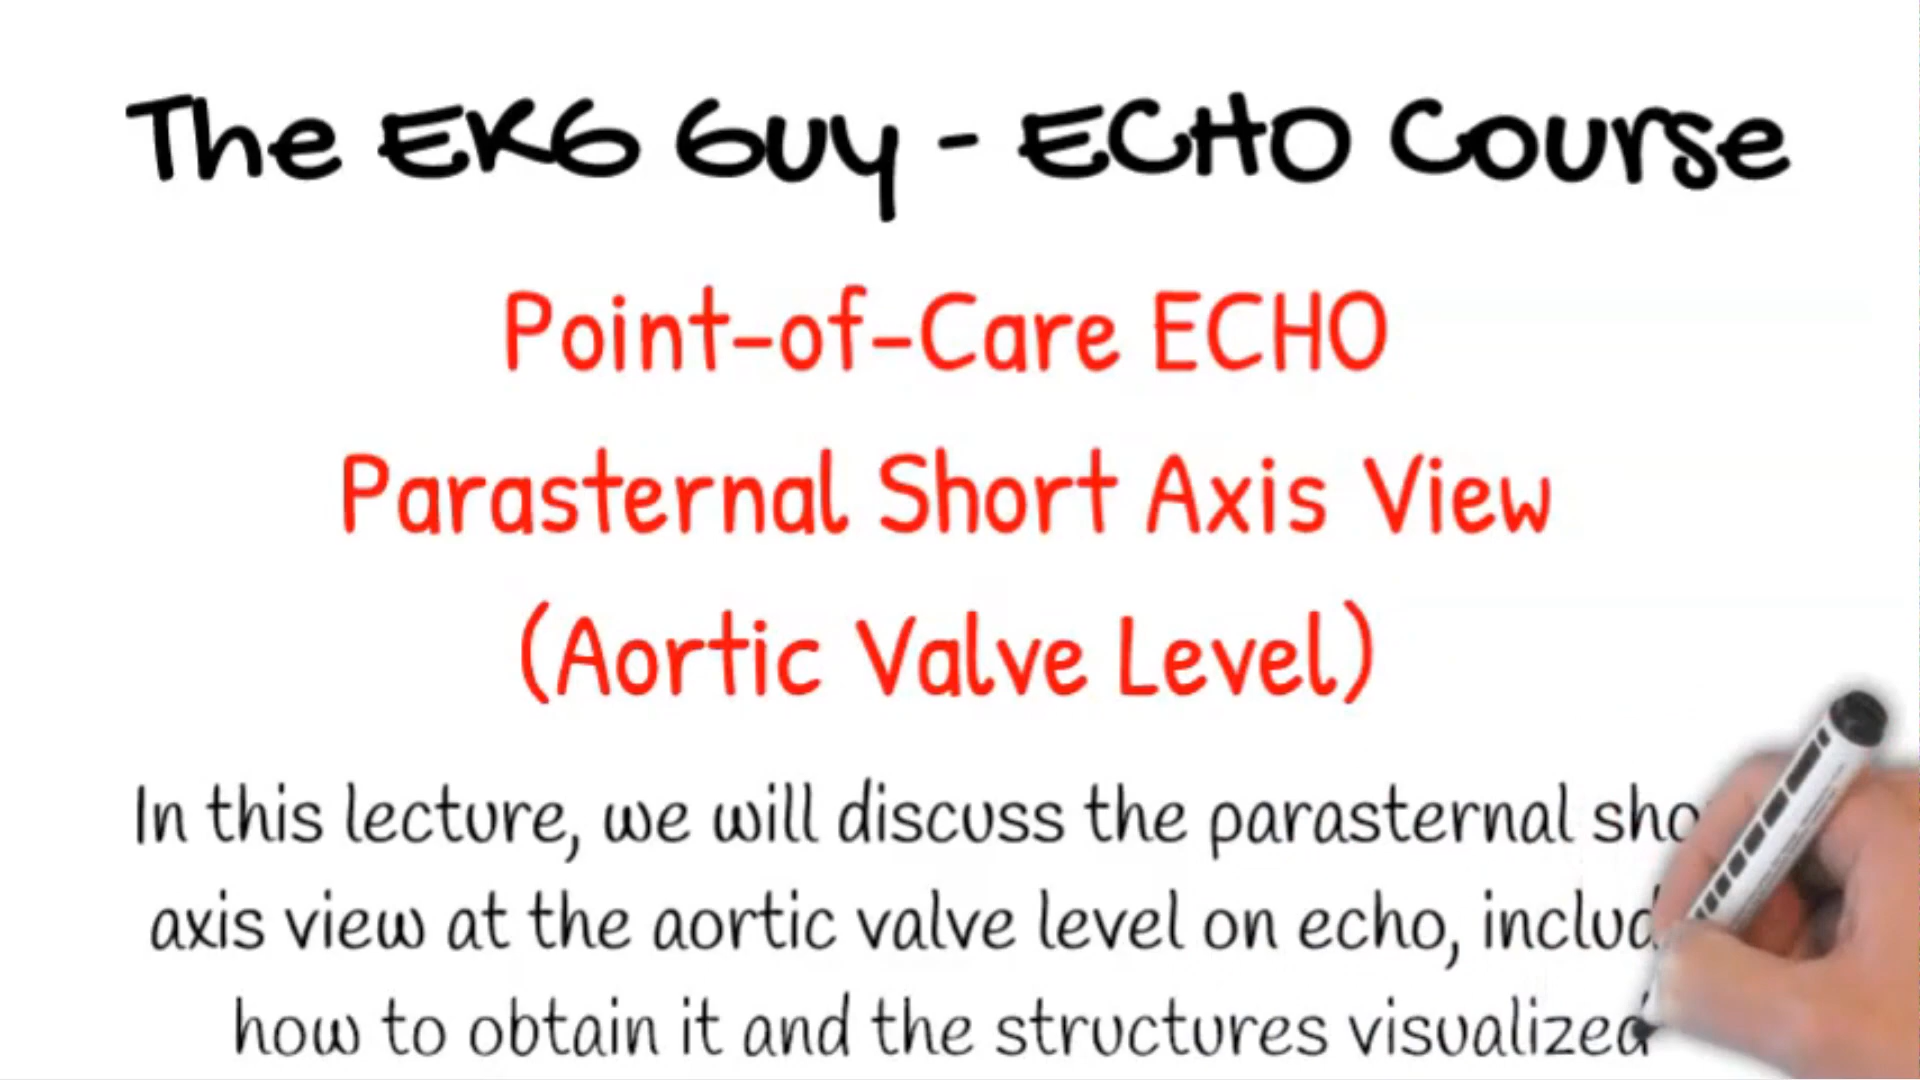 The EKG Guy - ECHO Course
Point-of-Care ECHO
Parasternal Short Axis View
(Aortic Valve Level)
In this lecture, we will discuss the parasternal
axis view at the aortic valve level on echo,
how to obtain it and the structures visualized